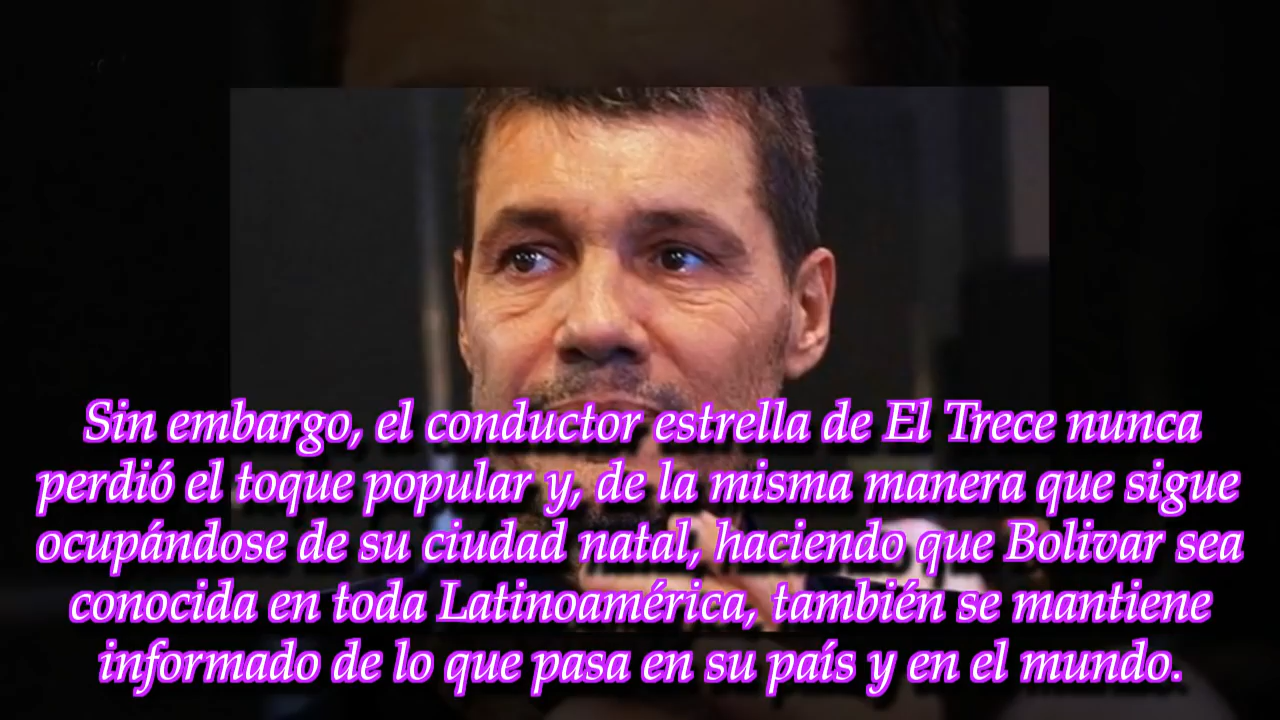 Sin embargo, el conductor estrella de El Trece nunca
perdió el toque popular y, de la misma manera que sigue
ocupándose de su ciudad natal, haciendo que Bolivar sea
conocida en toda Latinoamérica, también se mantiene
informado de lo que pasa en su país y en el mundo.